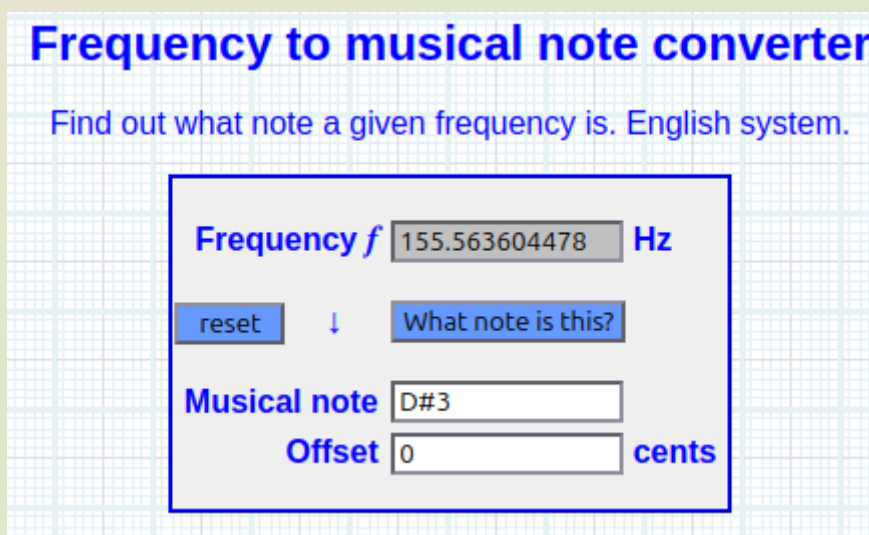 Frequency to musical note converter
Find out what note a given frequency is. English system.
Frequency f 155.563604478 Hz
reset ↓ What note is this?
Musical note D#3
Offset 0 cents